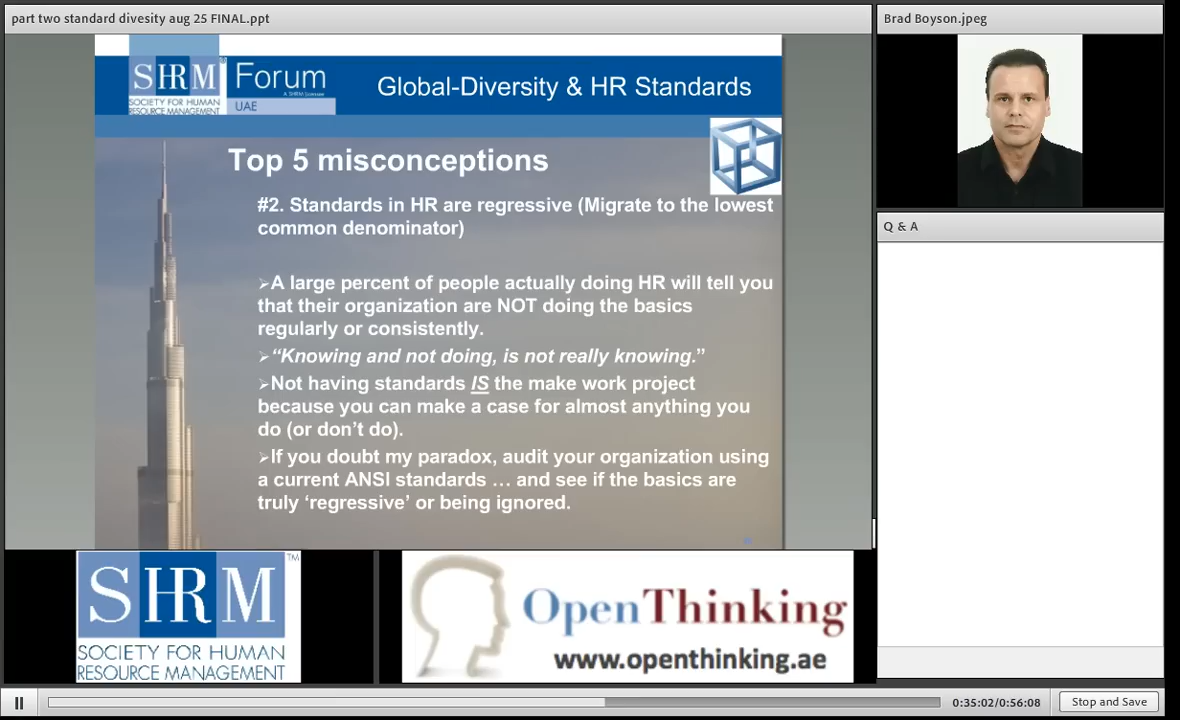 part two standard divesity aug 25 FINAL.ppt
Brad Boyson.jpeg
SHRM
Forum
A SHRM
SOCIETY FOR HUMAN
RESOURCE MANAGEMENT
UAE
Global-Diversity & HR Standards
Top 5 misconceptions
#2. Standards in HR are regressive (Migrate to the lowest
common denominator)
➢A large percent of people actually doing HR will tell you
that their organization are NOT doing the basics
regularly or consistently.
➢“Knowing and not doing, is not really knowing.”
➢Not having standards IS the make work project
because you can make a case for almost anything you
do (or don’t do).
➢If you doubt my paradox, audit your organization using
a current ANSI standards … and see if the basics are
truly ‘regressive’ or being ignored.
Q & A
SHRM™
SOCIETY FOR HUMAN
RESOURCE MANAGEMENT
OpenThinking
www.openthinking.ae
0:35:02/0:56:08
Stop and Save